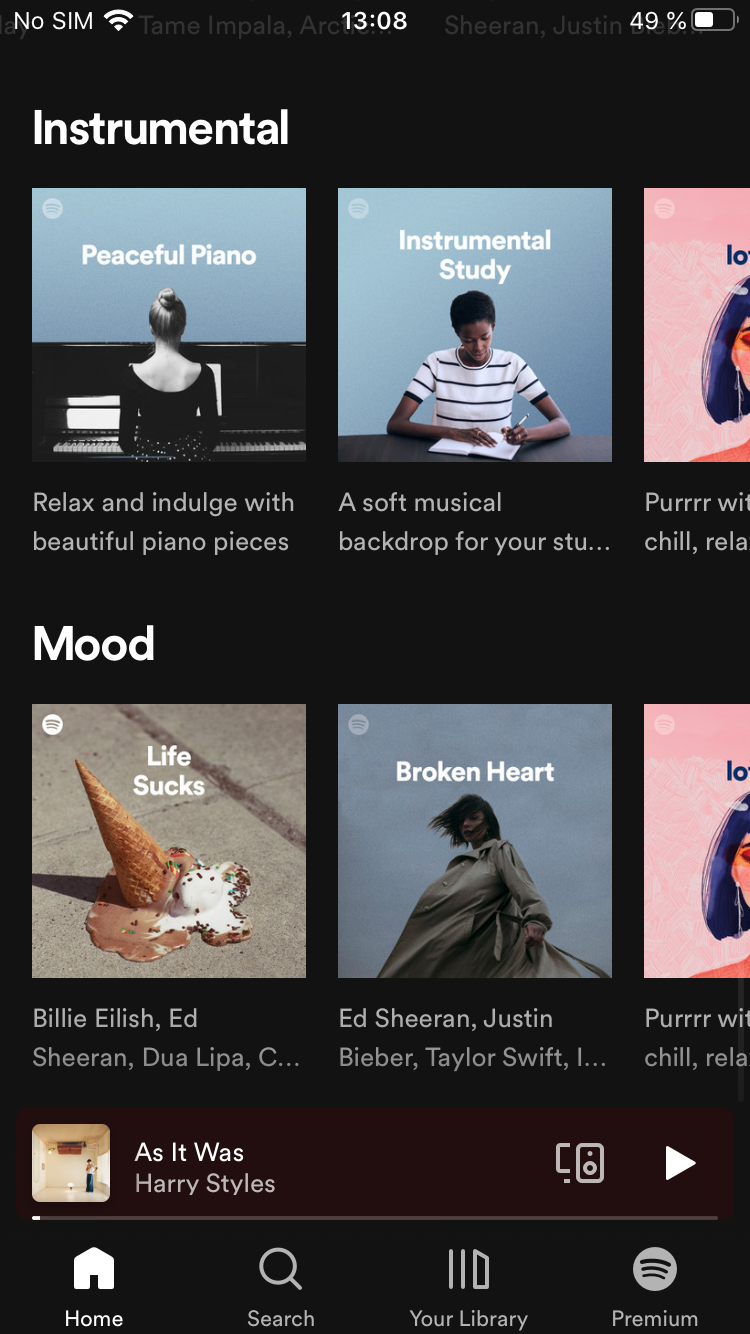 No SIM 13:08 49 %
Tame Impala, Arctic... Sheeran, Justin Bieb...
Instrumental
Peaceful Piano
Instrumental
Study
Relax and indulge with
beautiful piano pieces
A soft musical
backdrop for your stu...
Purrrr wit
chill, rela
Mood
Life
Sucks
Broken Heart
Billie Eilish, Ed
Sheeran, Dua Lipa, C...
Ed Sheeran, Justin
Bieber, Taylor Swift, I...
Purrrr wit
chill, rela
As It Was
Harry Styles
Home
Search
Your Library
Premium